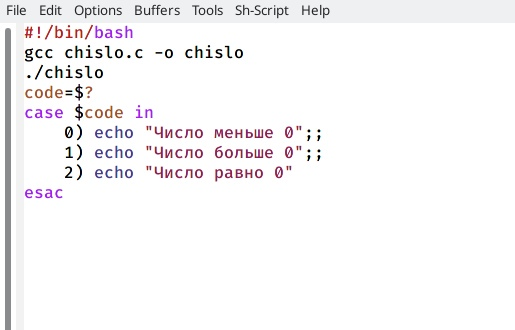 File Edit Options Buffers Tools Sh-Script Help
#!/bin/bash
gcc chislo.c -o chislo
./chislo
code=$?
case $code in
    0) echo "Число меньше 0";;
    1) echo "Число больше 0";;
    2) echo "Число равно 0"
esac